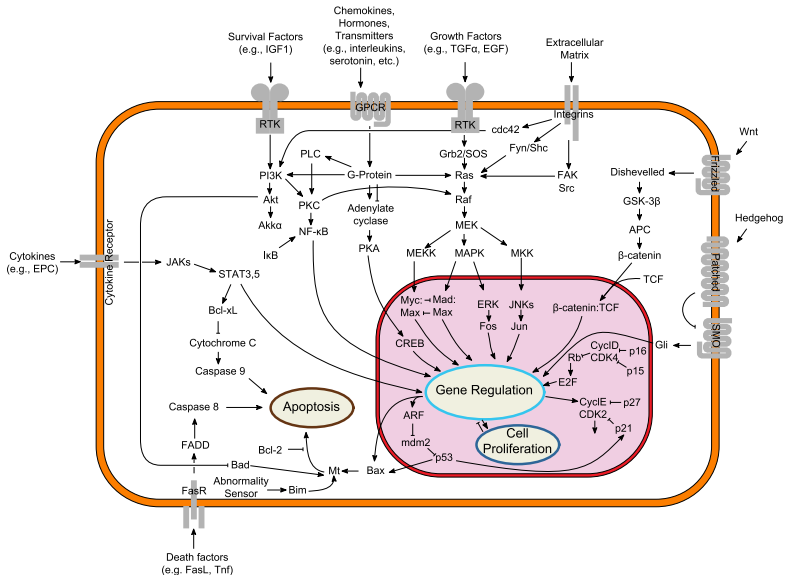 Survival Factors
(e.g., IGF1)
Chemokines,
Hormones,
Transmitters
(e.g., interleukins,
serotonin, etc.)
Growth Factors
(e.g., TGFα, EGF)
Extracellular
Matrix
RTK
GPCR
RTK
Integrins
cdc42
Wnt
PLC
Grb2/SOS
Fyn/Shc
PI3K
G-Protein
Ras
FAK
Src
Dishevelled
Frizzled
Akt
PKC
Raf
GSK-3β
Adenylate
cyclase
Akkα
NF-κB
MEK
APC
Hedgehog
IκB
PKA
MEKK
MAPK
MKK
β-catenin
Patched
Cytokines
(e.g., EPC)
Cytokine Receptor
JAKs
STAT3,5
TCF
Myc:
Mad:
Max
Max
ERK
JNKs
β-catenin:TCF
Bcl-xL
Fos
Jun
SMO
Cytochrome C
CREB
Gli
CycID
p16
Rb
CDK4
p15
Caspase 9
E2F
Gene Regulation
Caspase 8
Apoptosis
ARF
CyclE
p27
CDK2
p21
FADD
Bcl-2
mdm2
Cell
Proliferation
p53
Bad
Mt
Bax
FasR
Abnormality
Sensor
Bim
Death factors
(e.g. FasL, Tnf)